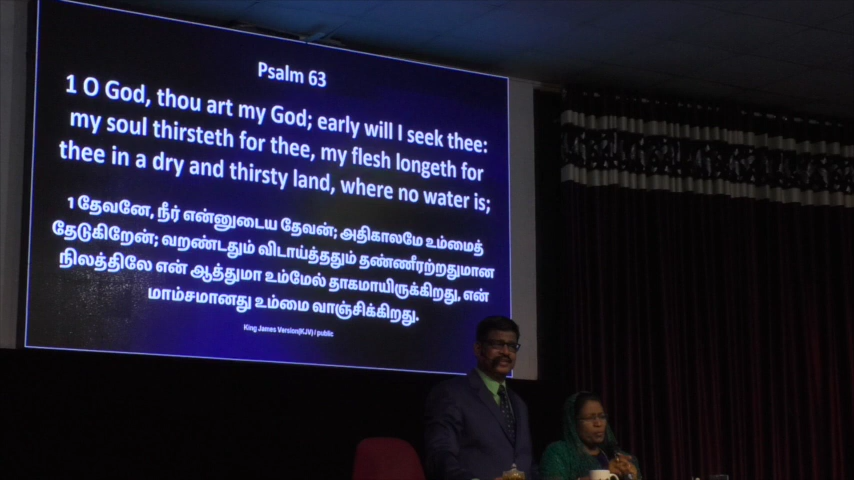 Psalm 63
1 O God, thou art my God; early will I seek thee:
my soul thirsteth for thee, my flesh longeth for
thee in a dry and thirsty land, where no water is;
1 தேவனே, நீர் என்னுடைய தேவன்; அதிகாலமே உம்மைத்
தேடுகிறேன்; வறண்டதும் விடாய்த்ததும் தண்ணீரற்றதுமான
நிலத்திலே என் ஆத்துமா உம்மேல் தாகமாயிருக்கிறது, என்
மாம்சமானது உம்மை வாஞ்சிக்கிறது.
King James Version(KJV) / public